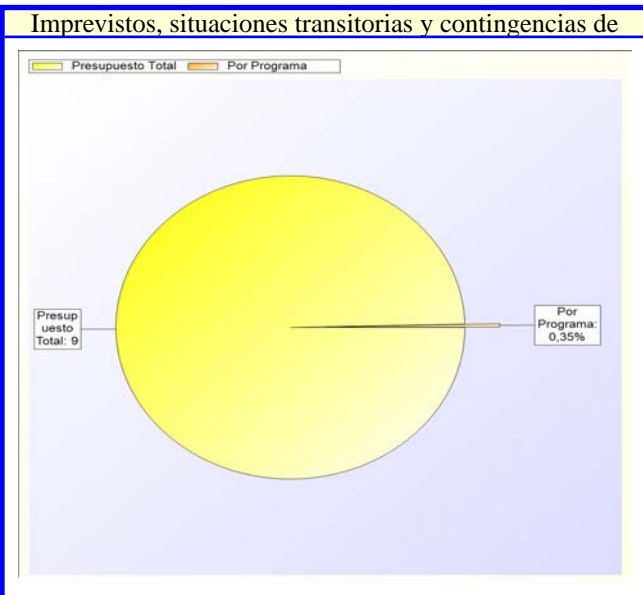 Imprevistos, situaciones transitorias y contingencias de
Presupuesto Total Por Programa
Presup
uesto
Total: 9
Por
Programa:
0,35%